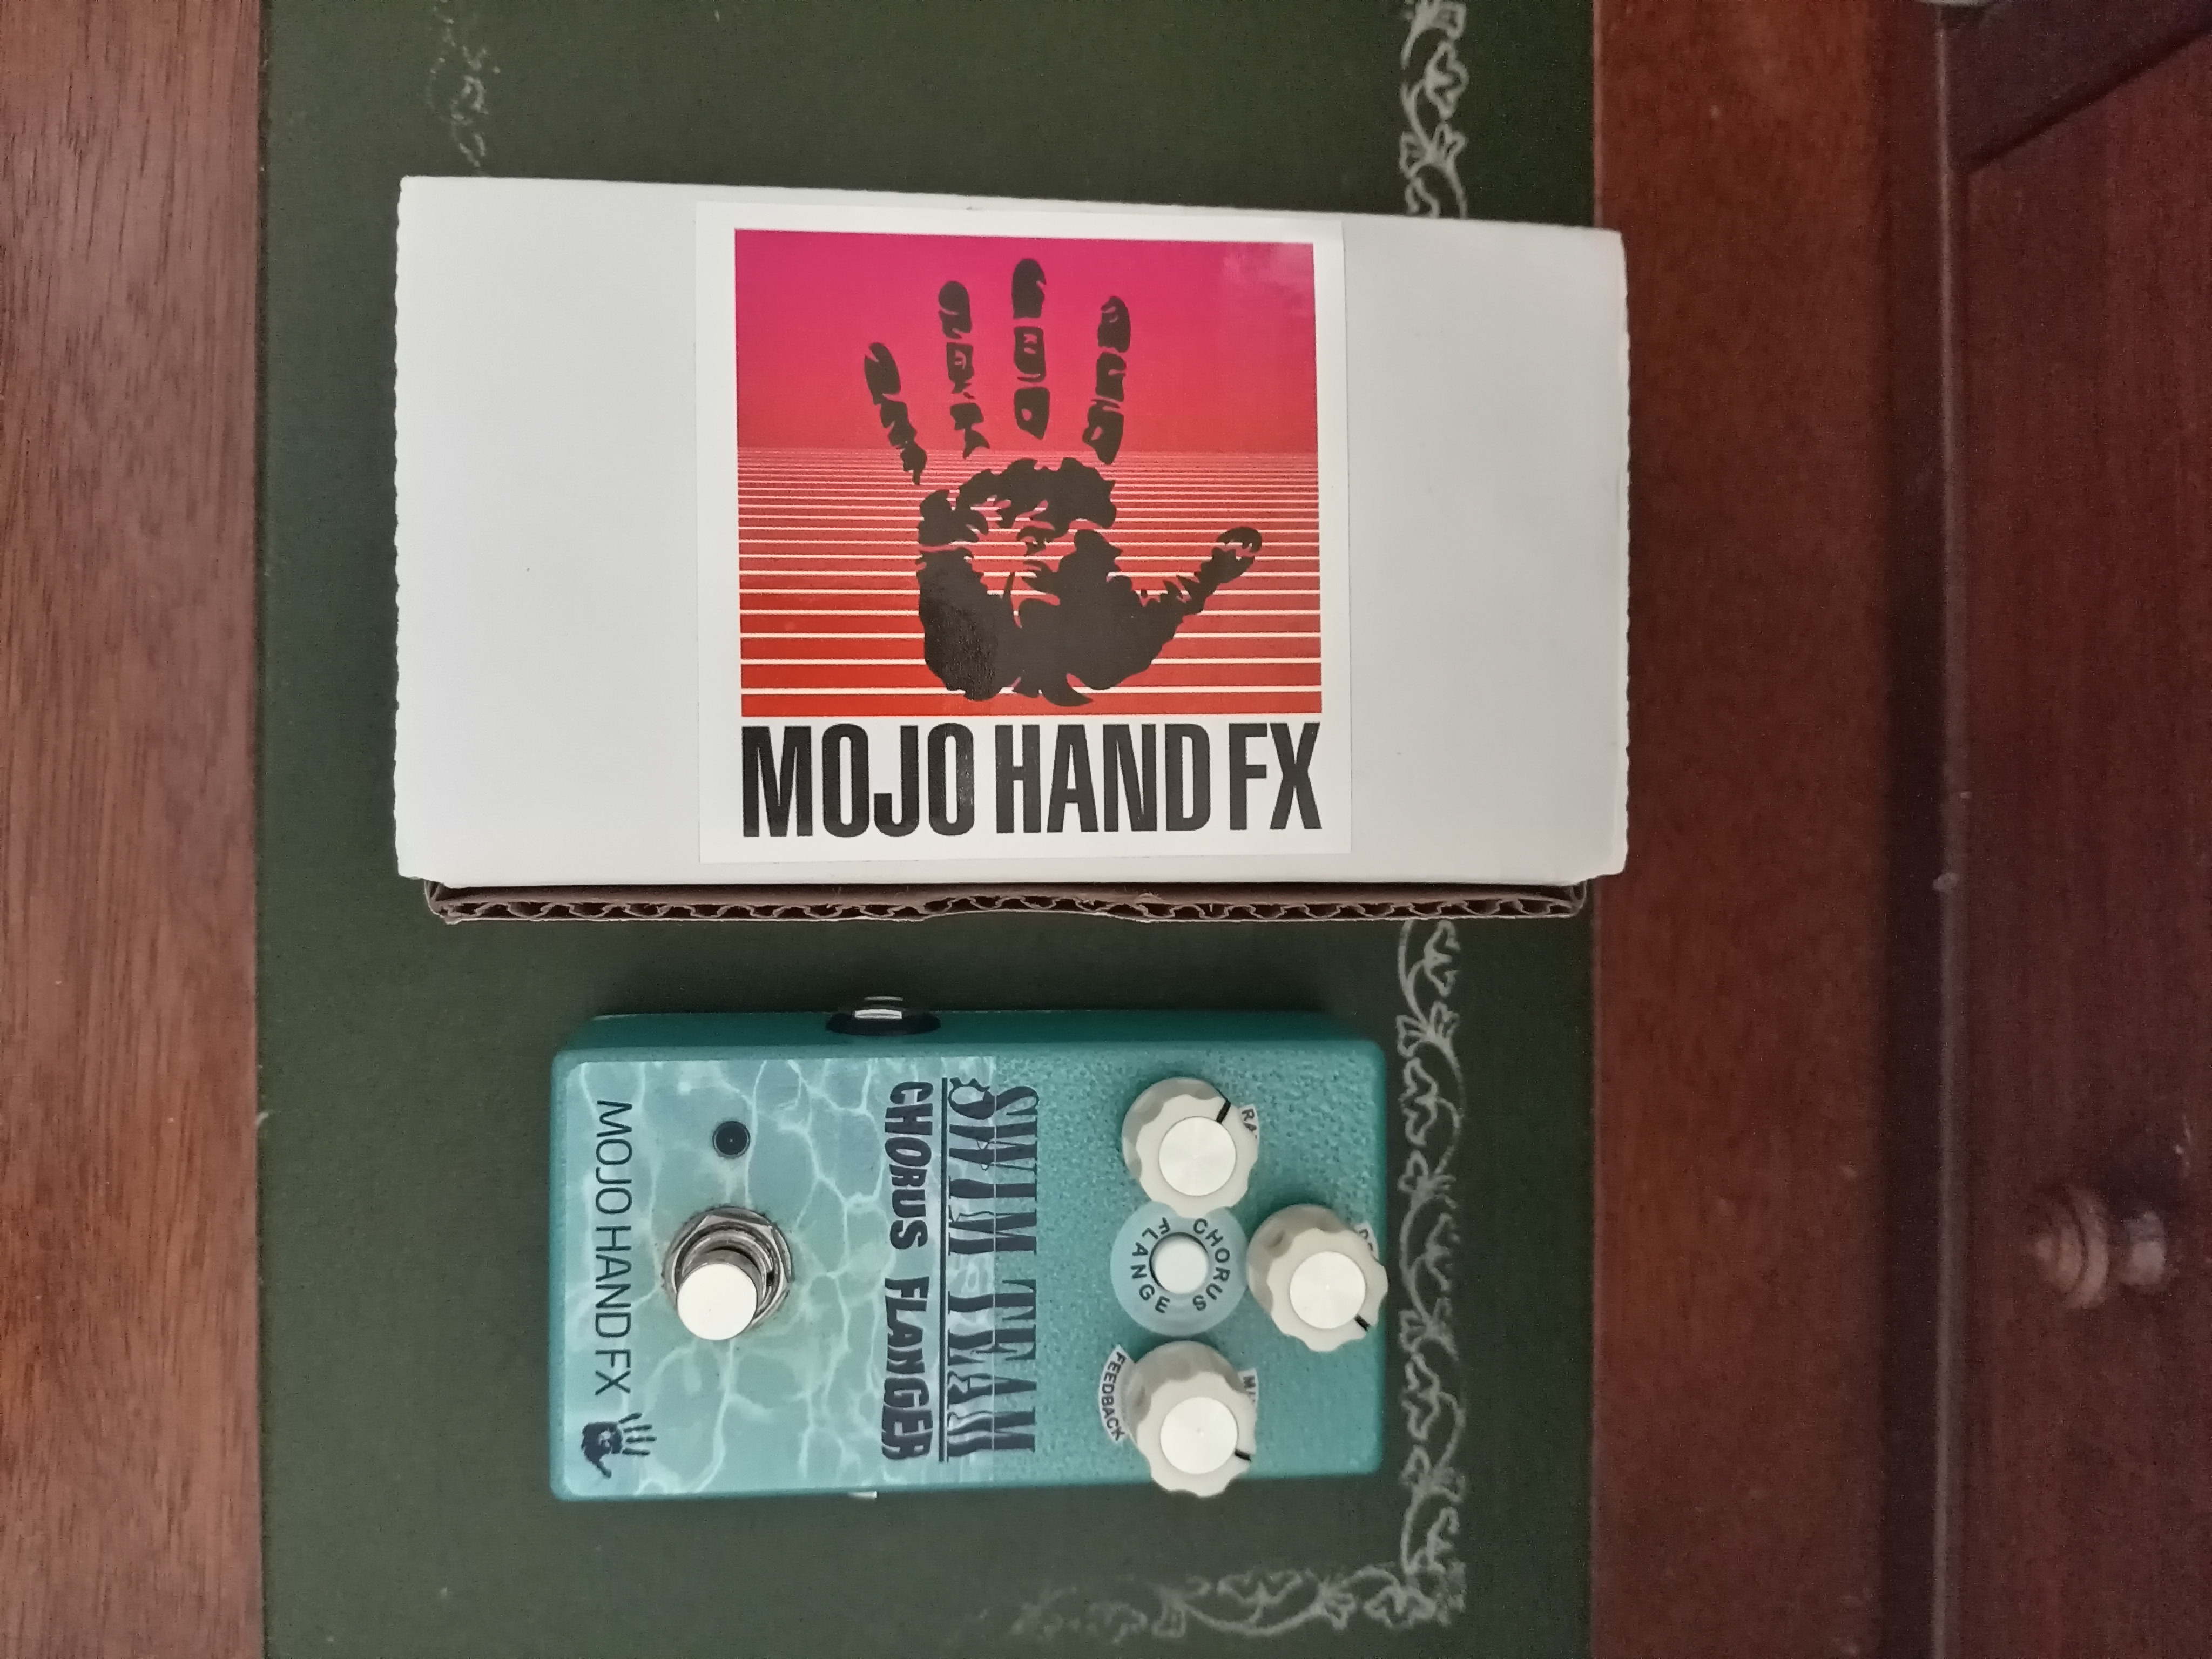 MOJO HAND FX
CHORUS
FLANGE
FEEDBACK
SWIM TEAM
CHORUS FLANGER
MOJO HAND FX